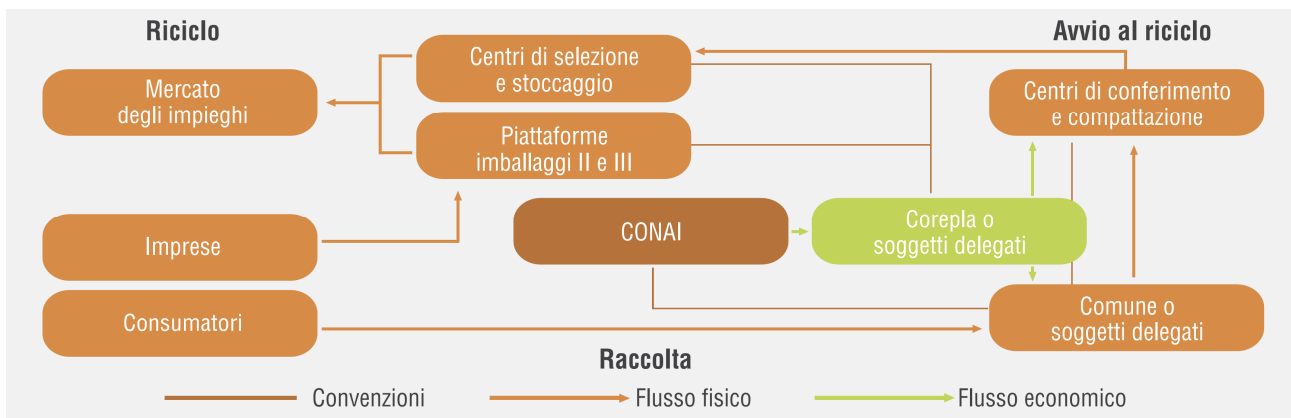 Riciclo
Avvio al riciclo
Centri di selezione
e stoccaggio
Mercato
degli impieghi
Centri di conferimento
e compattazione
Piattaforme
imballaggi II e III
Imprese
CONAI
Corepla o
soggetti delegati
Consumatori
Comune o
soggetti delegati
Raccolta
Convenzioni
Flusso fisico
Flusso economico